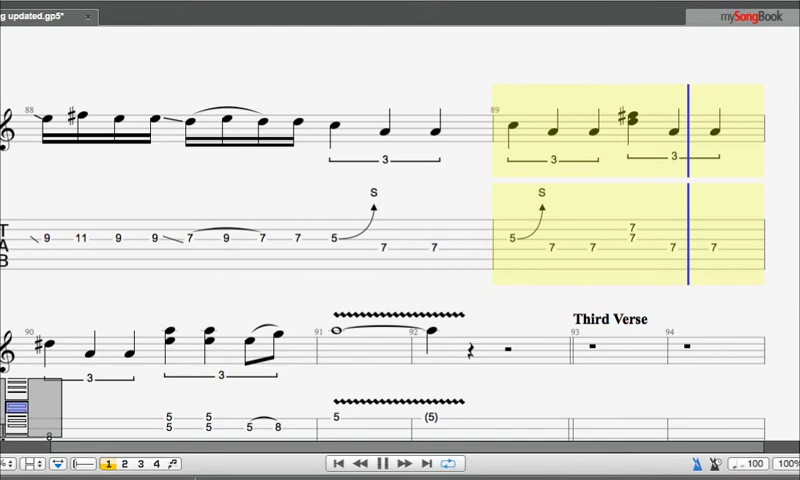 g updated.gp5* ×
mySongBook
88 89
3 3 3
S S
T
A
B
9 11 9 9 7 9 7 7 5 7 7 5 7 7 7 7 7 7
Third Verse
90 91 92 93 94
3 3
5 5 5 (5)
5 5 5 8
8
% 1 2 3 4 = 100 100%